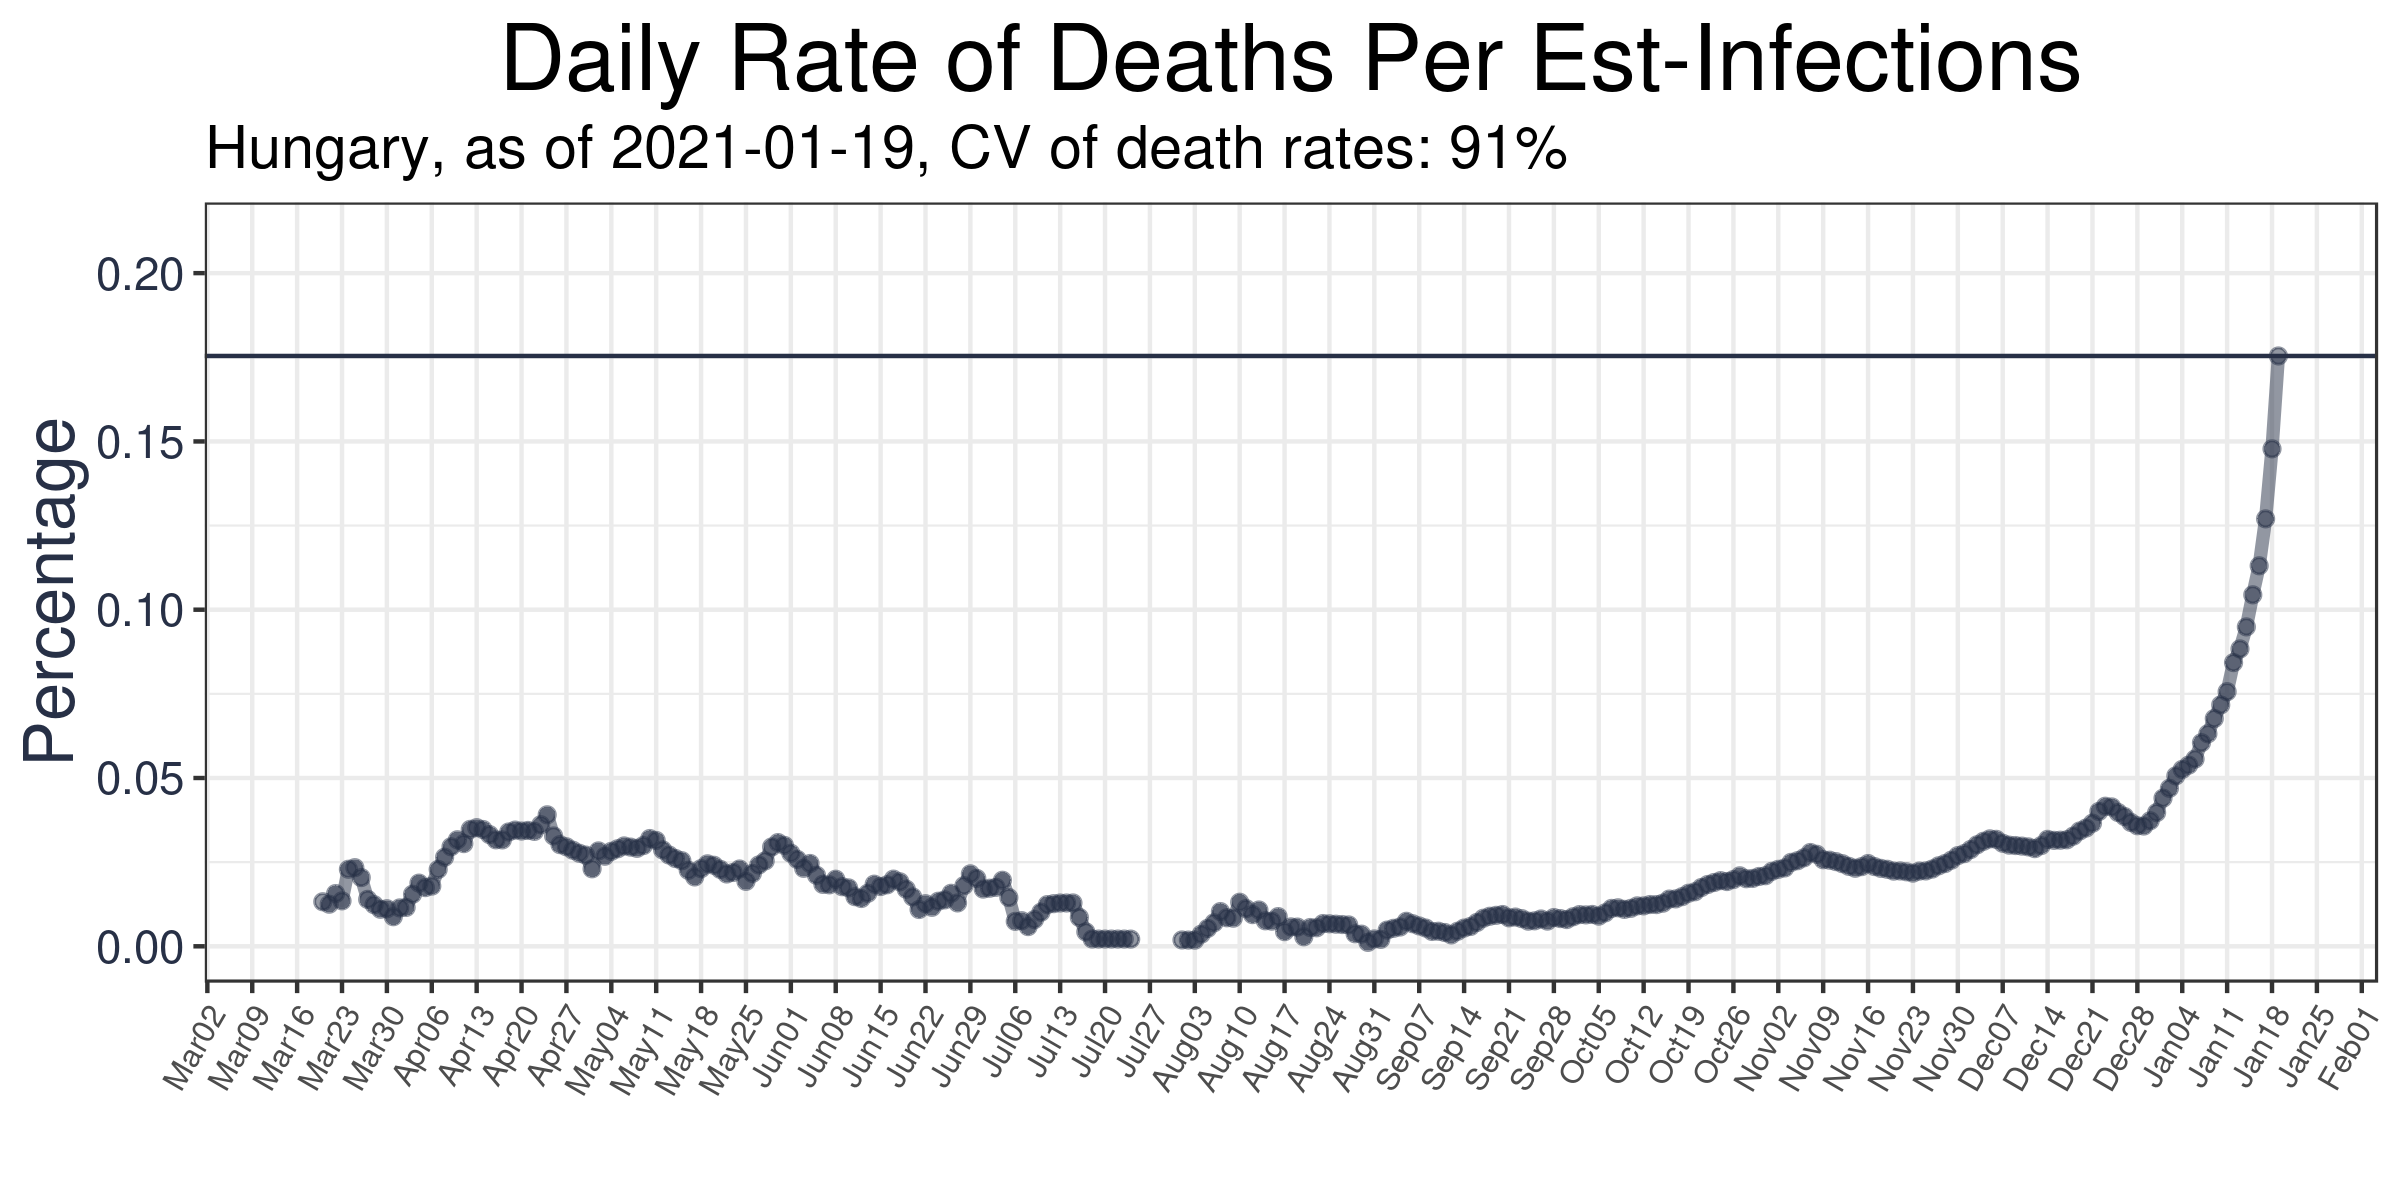 Daily Rate of Deaths Per Est-Infections
Hungary, as of 2021-01-19, CV of death rates: 91%
Percentage
0.20
0.15
0.10
0.05
0.00
Mar02
Mar09
Mar16
Mar23
Mar30
Apr06
Apr13
Apr20
Apr27
May04
May11
May18
May25
Jun01
Jun08
Jun15
Jun22
Jun29
Jul06
Jul13
Jul20
Jul27
Aug03
Aug10
Aug17
Aug24
Aug31
Sep07
Sep14
Sep21
Sep28
Oct05
Oct12
Oct19
Oct26
Nov02
Nov09
Nov16
Nov23
Nov30
Dec07
Dec14
Dec21
Dec28
Jan04
Jan11
Jan18
Jan25
Feb01